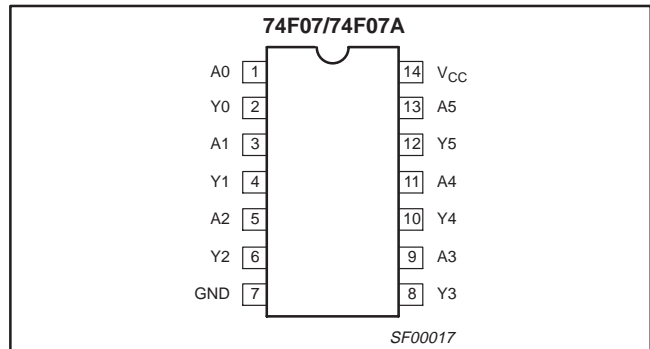 74F07/74F07A
A0 1 14 VCC
Y0 2 13 A5
A1 3 12 Y5
Y1 4 11 A4
A2 5 10 Y4
Y2 6 9 A3
GND 7 8 Y3
SF00017